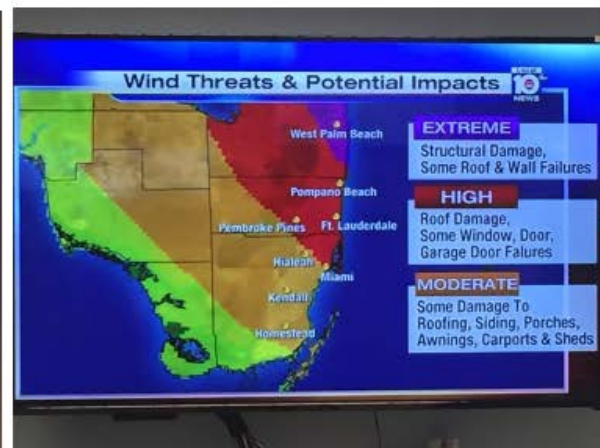 Wind Threats & Potential Impacts
LOCAL
10
NEWS
West Palm Beach
Pompano Beach
Pembroke Pines
Ft. Lauderdale
Hialeah
Miami
Kendall
Homestead
EXTREME
Structural Damage,
Some Roof & Wall Failures
HIGH
Roof Damage,
Some Window, Door,
Garage Door Falures
MODERATE
Some Damage To
Roofing, Siding, Porches,
Awnings, Carports & Sheds